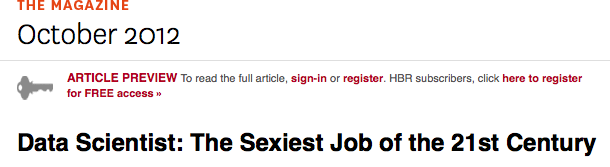 THE MAGAZINE
October 2012
ARTICLE PREVIEW To read the full article, sign-in or register. HBR subscribers, click here to register
for FREE access »
Data Scientist: The Sexiest Job of the 21st Century